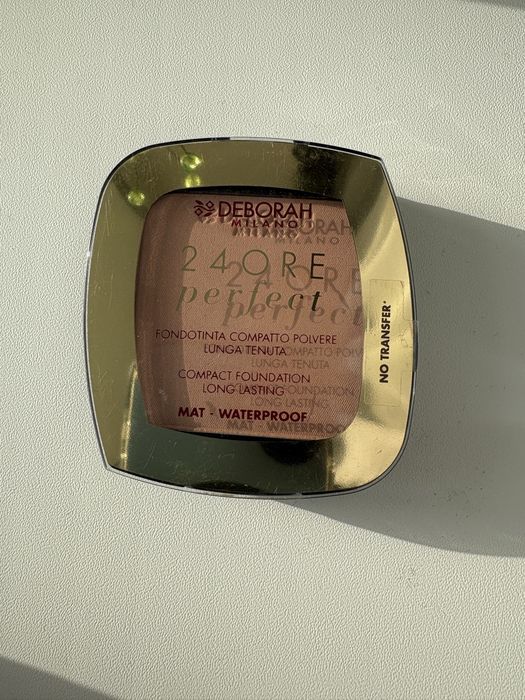 DEBORAH
MILANO
24ORE
perfect
FONDOTINTA COMPATTO POLVERE
LUNGA TENUTA
COMPACT FOUNDATION
LONG LASTING
MAT - WATERPROOF
NO TRANSFER*